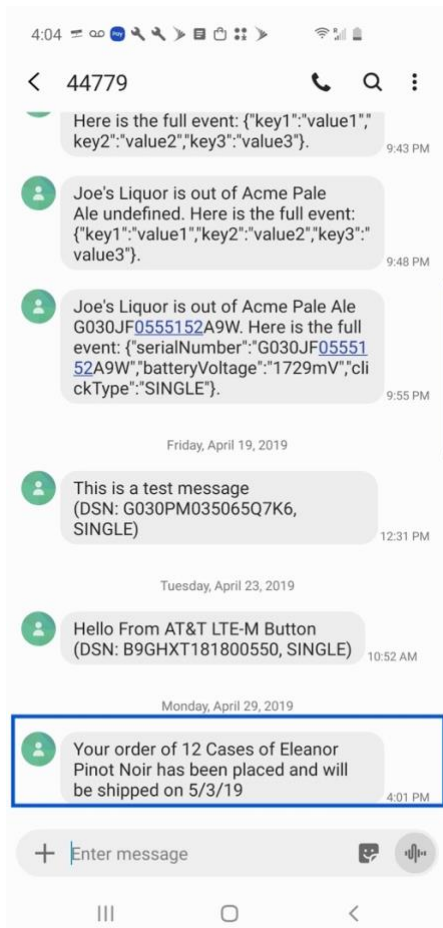 4:04
44779
Here is the full event: {"key1":"value1","
key2":"value2","key3":"value3"}.
9:43 PM
Joe's Liquor is out of Acme Pale
Ale undefined. Here is the full event:
{"key1":"value1","key2":"value2","key3":"
value3"}.
9:48 PM
Joe's Liquor is out of Acme Pale Ale
G030JF0555152A9W. Here is the full
event: {"serialNumber":"G030JF05551
52A9W","batteryVoltage":"1729mV","cli
ckType":"SINGLE"}.
9:55 PM
Friday, April 19, 2019
This is a test message
(DSN: G030PM035065Q7K6,
SINGLE)
12:31 PM
Tuesday, April 23, 2019
Hello From AT&T LTE-M Button
(DSN: B9GHXT181800550, SINGLE)
10:52 AM
Monday, April 29, 2019
Your order of 12 Cases of Eleanor
Pinot Noir has been placed and will
be shipped on 5/3/19
4:01 PM
Enter message